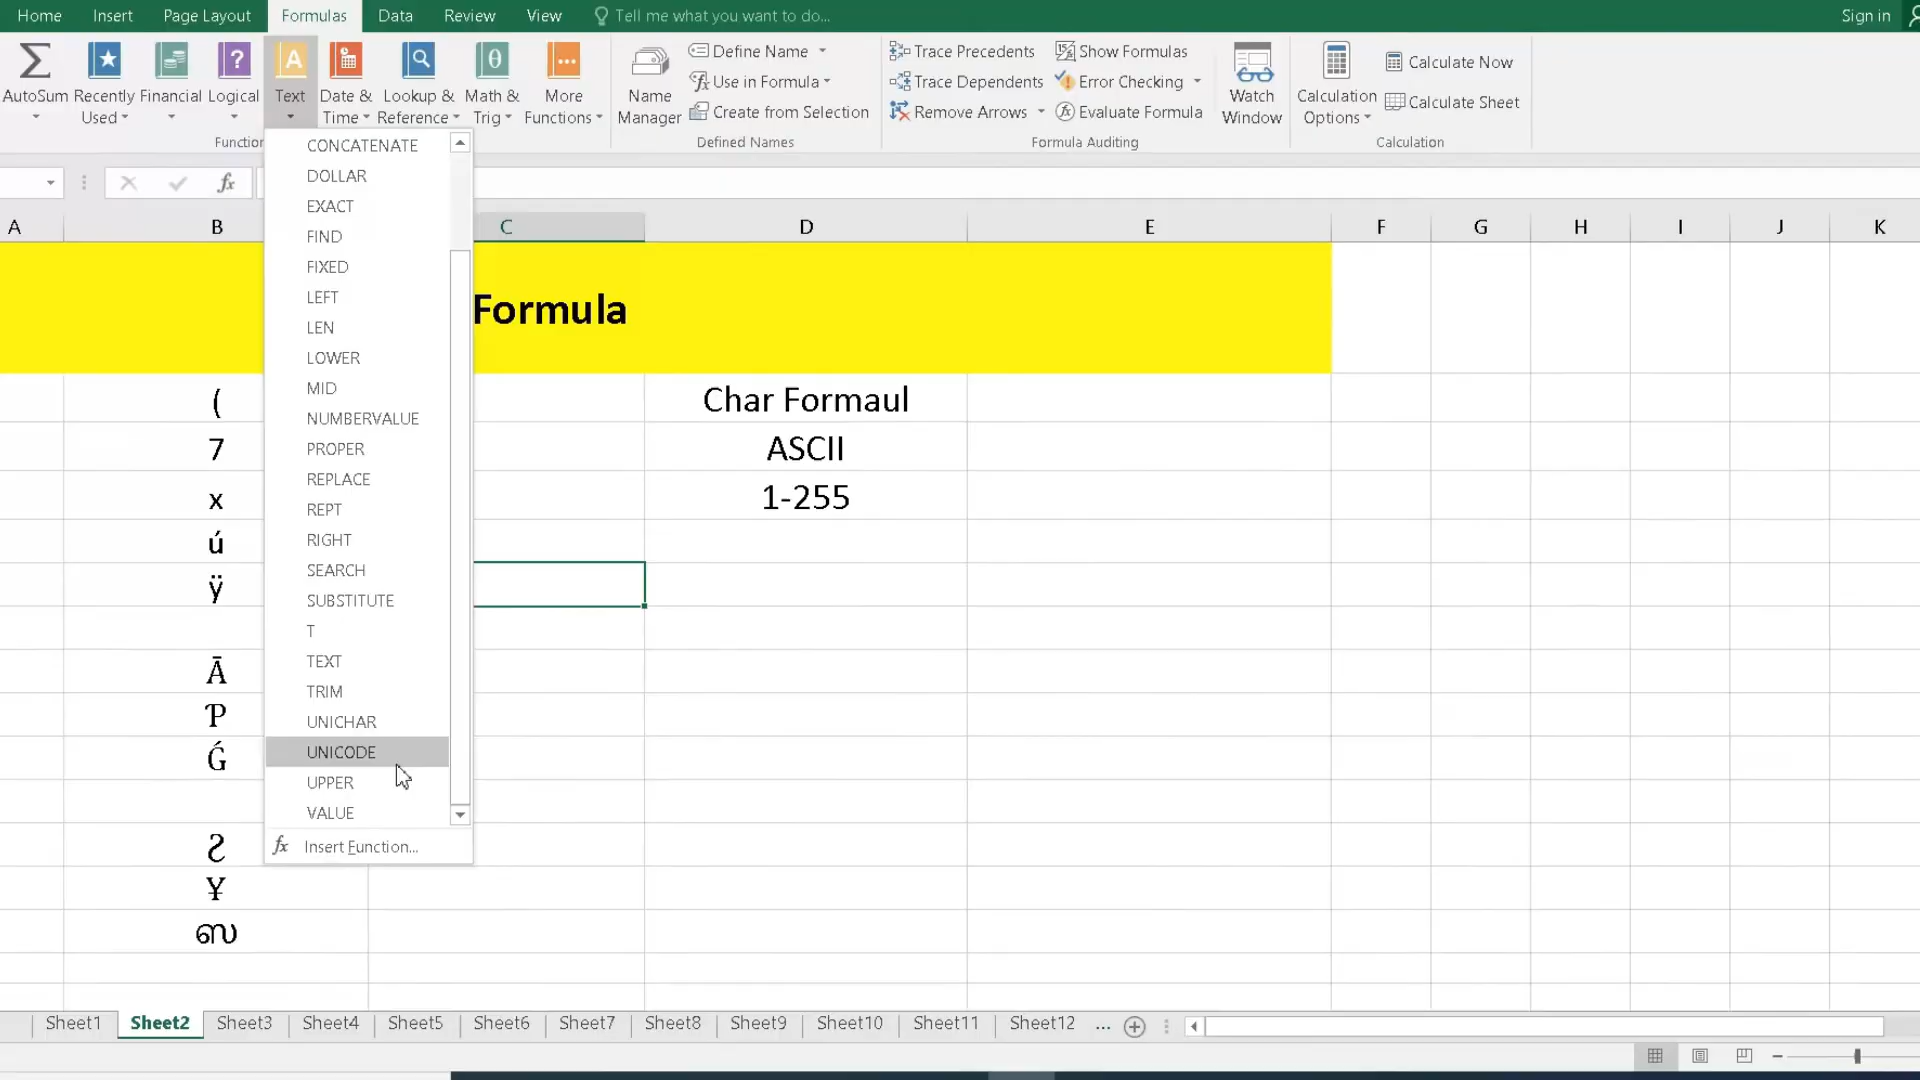 Home Insert Page Layout Formulas Data Review View Tell me what you want to do... Sign in
AutoSum
Recently Used
Financial
Logical
Text
Date & Time
Lookup & Reference
Math & Trig
More Functions
Name Manager
Define Name
Use in Formula
Create from Selection
Defined Names
Trace Precedents
Trace Dependents
Remove Arrows
Show Formulas
Error Checking
Evaluate Formula
Formula Auditing
Watch Window
Calculation Options
Calculate Now
Calculate Sheet
Calculation
Function
fx
CONCATENATE
DOLLAR
EXACT
FIND
FIXED
LEFT
LEN
LOWER
MID
NUMBERVALUE
PROPER
REPLACE
REPT
RIGHT
SEARCH
SUBSTITUTE
T
TEXT
TRIM
UNICHAR
UNICODE
UPPER
VALUE
fx Insert Function...
A B C D E F G H I J K
Formula
( Char Formaul
7 ASCII
x 1-255
ú
ÿ
Ā
Ƥ
Ǵ
Ƨ
¥
ஸ
Sheet1 Sheet2 Sheet3 Sheet4 Sheet5 Sheet6 Sheet7 Sheet8 Sheet9 Sheet10 Sheet11 Sheet12 ...